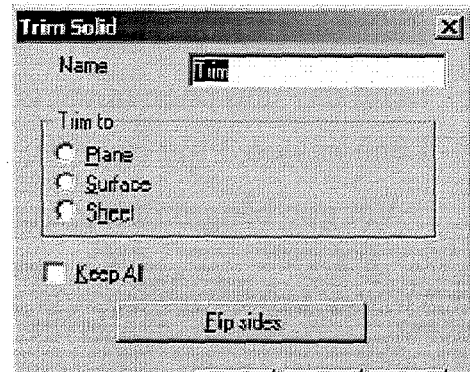 Trim Solid
Name Trim
Trim to
Plane
Surface
Sheet
Keep All
Flip sides